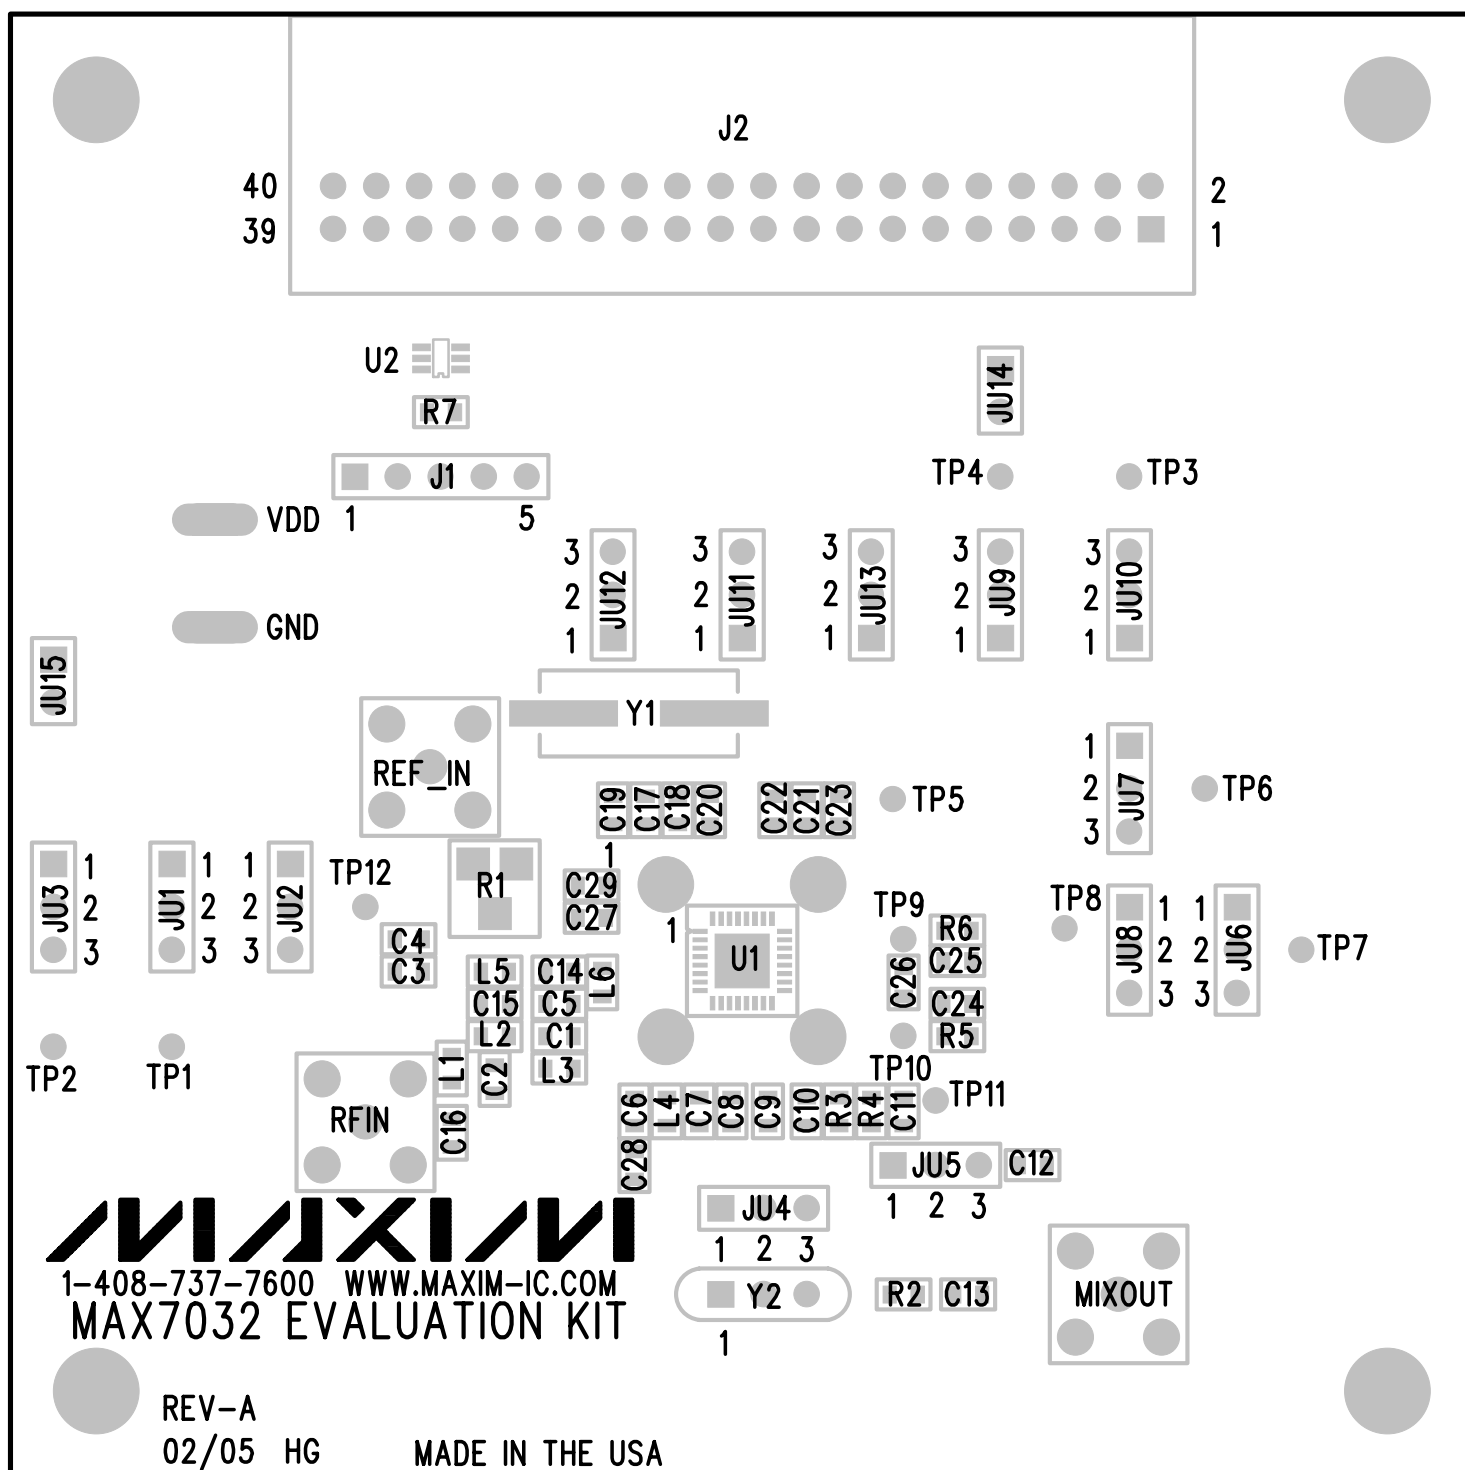 J2
40
2
39
1
U2
R7
JU14
J1
TP4
TP3
1
5
VDD
GND
3
2
1
JU12
3
2
1
JU11
3
2
1
JU13
3
2
1
JU9
3
2
1
JU10
JU15
Y1
REF_IN
1
2
3
JU7
TP6
C19
C17
C18
C20
C22
C21
C23
TP5
JU3
1
2
3
JU1
1
2
3
1
2
3
JU2
TP12
R1
1
C29
C27
C4
C3
1
U1
TP9
R6
C25
C26
C24
R5
TP10
TP8
JU8
1
2
3
1
2
3
JU6
TP7
L5
C14
L6
C15
C5
L2
C1
L1
C2
L3
TP2
TP1
RFIN
C16
C6
L4
C7
C8
C9
C10
R3
R4
C11
TP11
C28
JU5
C12
1 2 3
JU4
1 2 3
MAXIM
1-408-737-7600 WWW.MAXIM-IC.COM
MAX7032 EVALUATION KIT
Y2
1
R2
C13
MIXOUT
REV-A
02/05 HG MADE IN THE USA